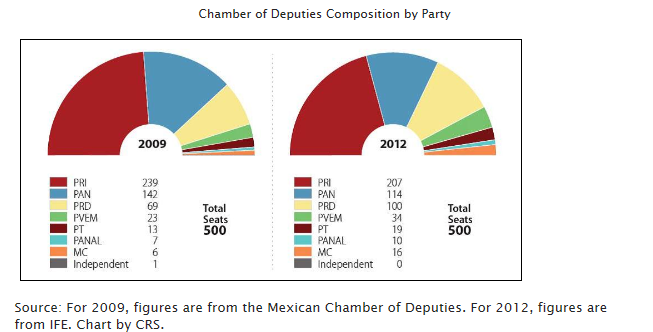 Chamber of Deputies Composition by Party
2009
PRI 239
PAN 142
PRD 69
PVEM 23
PT 13
PANAL 7
MC 6
Independent 1
Total
Seats
500
2012
PRI 207
PAN 114
PRD 100
PVEM 34
PT 19
PANAL 10
MC 16
Independent 0
Total
Seats
500
Source: For 2009, figures are from the Mexican Chamber of Deputies. For 2012, figures are
from IFE. Chart by CRS.